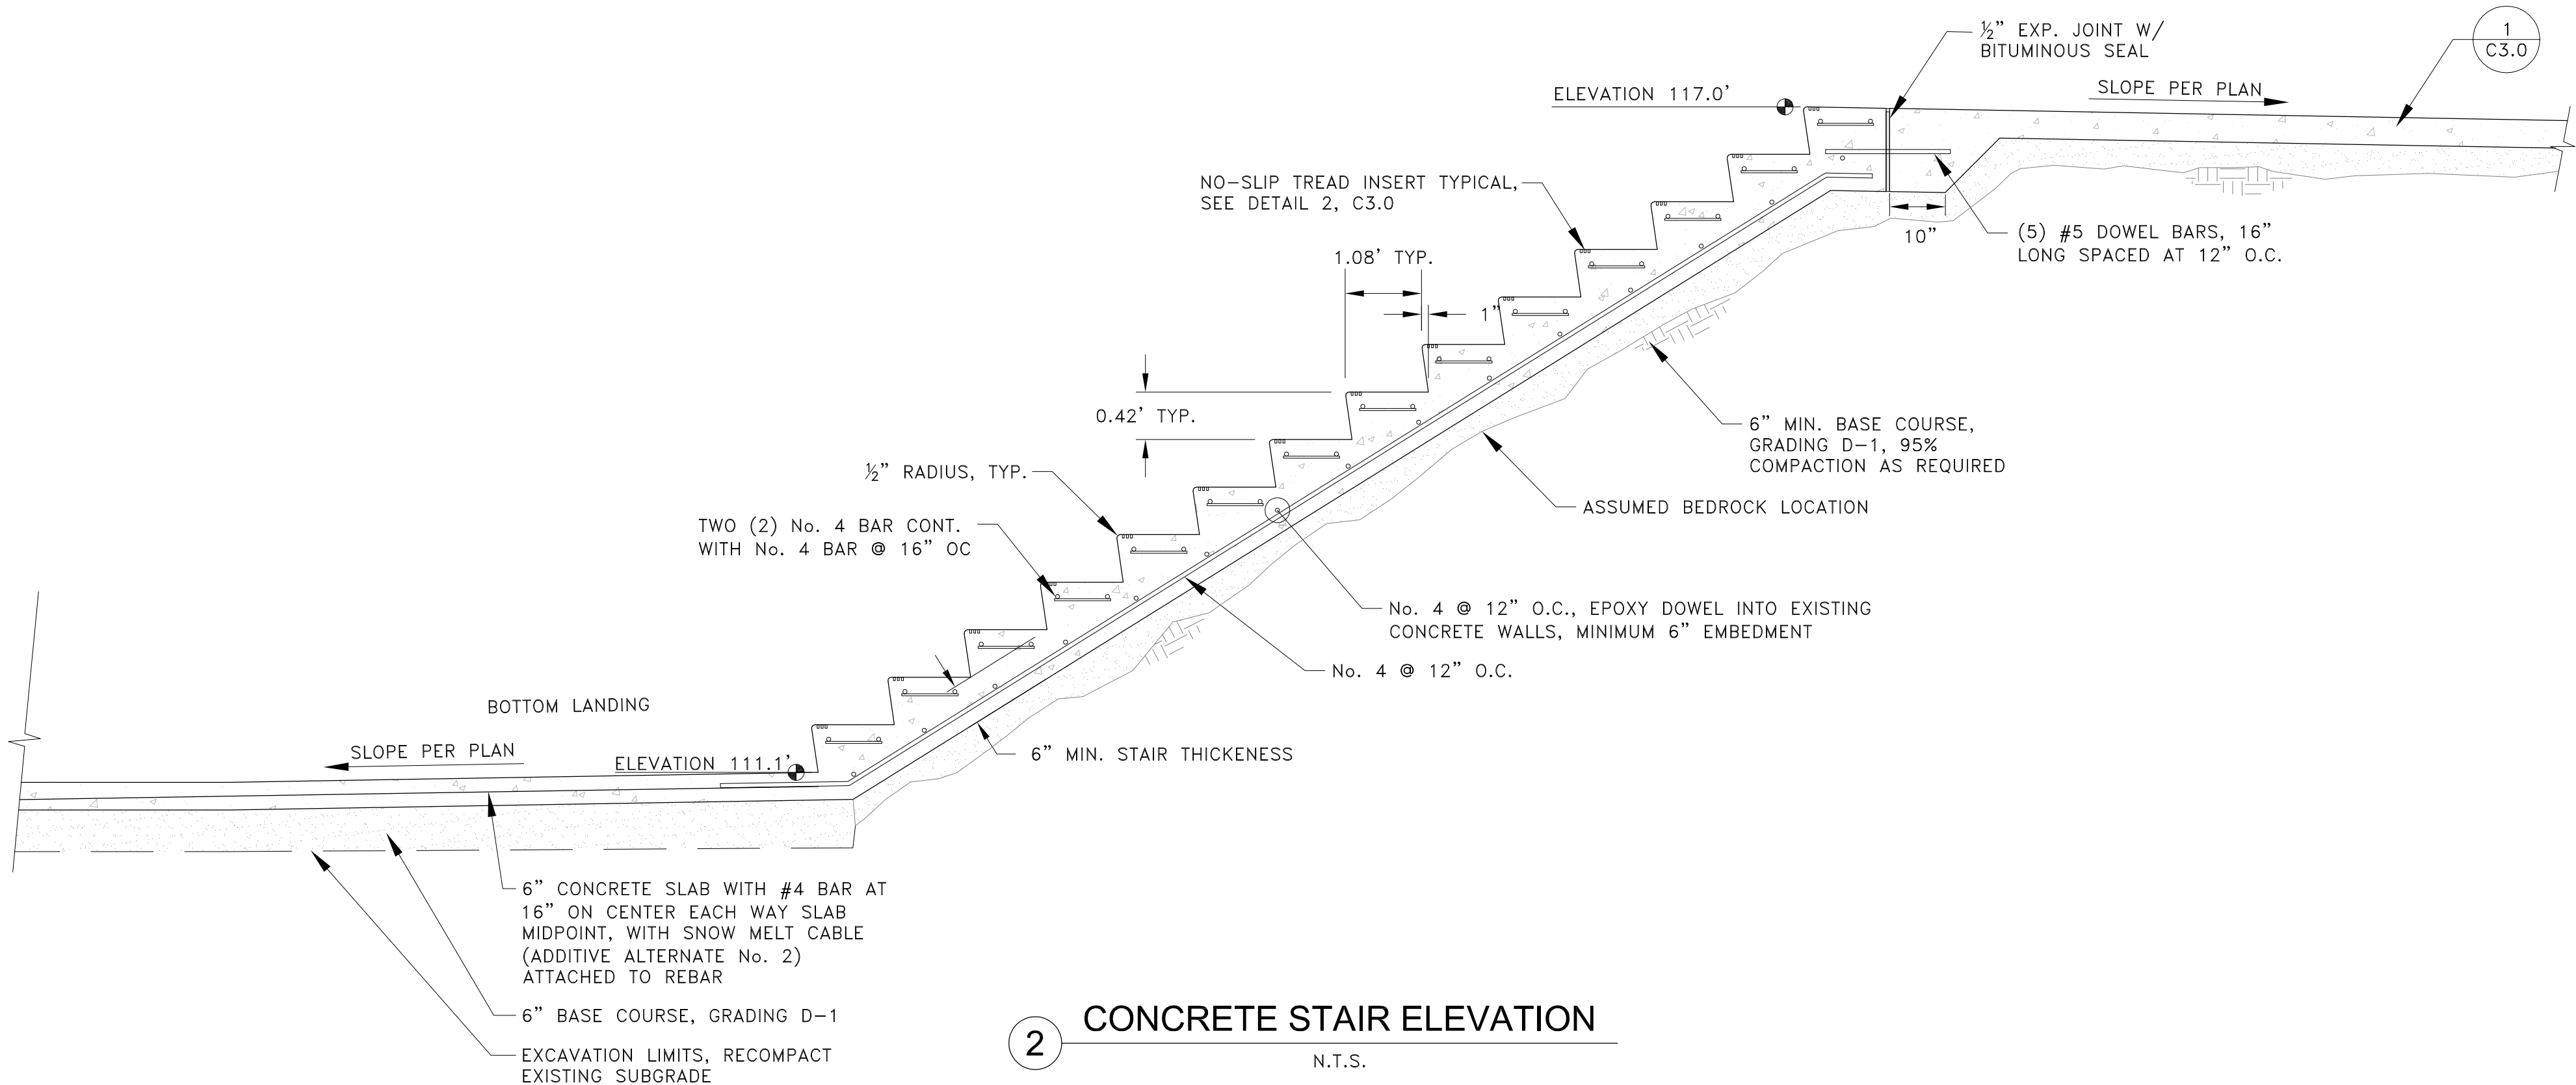 ½" EXP. JOINT W/
BITUMINOUS SEAL
1
C3.0
ELEVATION 117.0'
SLOPE PER PLAN
NO-SLIP TREAD INSERT TYPICAL,
SEE DETAIL 2, C3.0
10"
(5) #5 DOWEL BARS, 16"
LONG SPACED AT 12" O.C.
1.08' TYP.
1"
0.42' TYP.
6" MIN. BASE COURSE,
GRADING D-1, 95%
COMPACTION AS REQUIRED
½" RADIUS, TYP.
ASSUMED BEDROCK LOCATION
TWO (2) No. 4 BAR CONT.
WITH No. 4 BAR @ 16" OC
No. 4 @ 12" O.C., EPOXY DOWEL INTO EXISTING
CONCRETE WALLS, MINIMUM 6" EMBEDMENT
No. 4 @ 12" O.C.
BOTTOM LANDING
SLOPE PER PLAN
ELEVATION 111.1'
6" MIN. STAIR THICKENESS
6" CONCRETE SLAB WITH #4 BAR AT
16" ON CENTER EACH WAY SLAB
MIDPOINT, WITH SNOW MELT CABLE
(ADDITIVE ALTERNATE No. 2)
ATTACHED TO REBAR
6" BASE COURSE, GRADING D-1
EXCAVATION LIMITS, RECOMPACT
EXISTING SUBGRADE
2
CONCRETE STAIR ELEVATION
N.T.S.